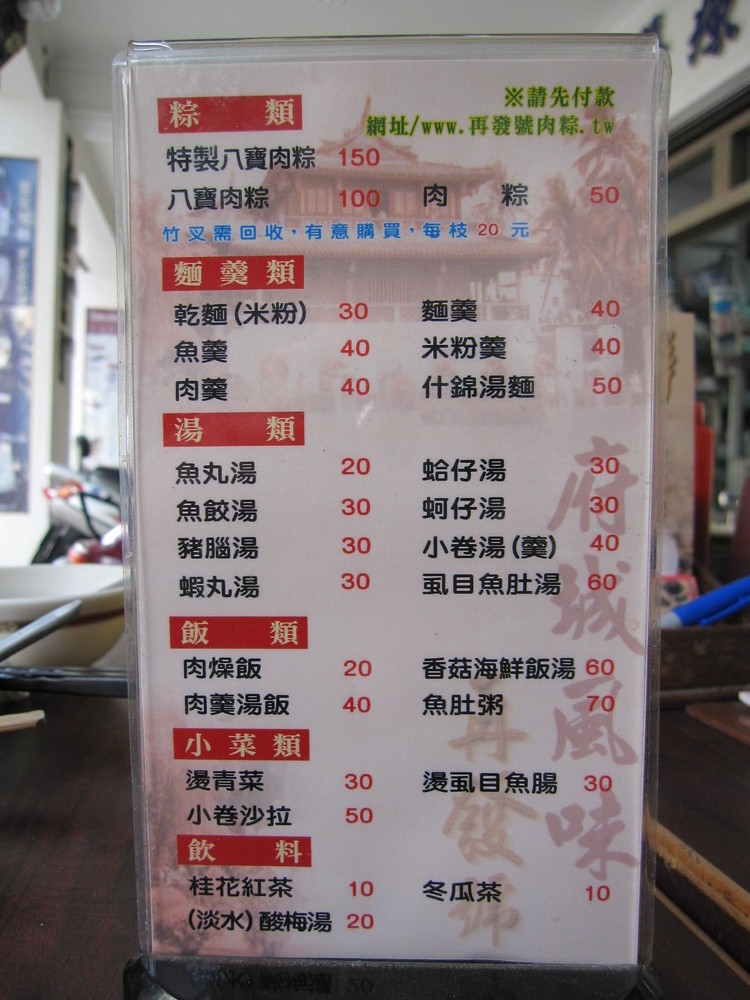 ※請先付款
網址/www.再發號肉粽.tw
粽 類
特製八寶肉粽 150
八寶肉粽 100 肉 粽 50
竹叉需回收，有意購買，每枝 20 元
麵羹類
乾麵(米粉) 30 麵羹 40
魚羹 40 米粉羹 40
肉羹 40 什錦湯麵 50
湯 類
魚丸湯 20 蛤仔湯 30
魚餃湯 30 蚵仔湯 30
豬腦湯 30 小卷湯(羹) 40
蝦丸湯 30 虱目魚肚湯 60
飯 類
肉燥飯 20 香菇海鮮飯湯 60
肉羹湯飯 40 魚肚粥 70
小菜類
燙青菜 30 燙虱目魚腸 30
小卷沙拉 50
飲 料
桂花紅茶 10 冬瓜茶 10
(淡水)酸梅湯 20
府城風味
再發號